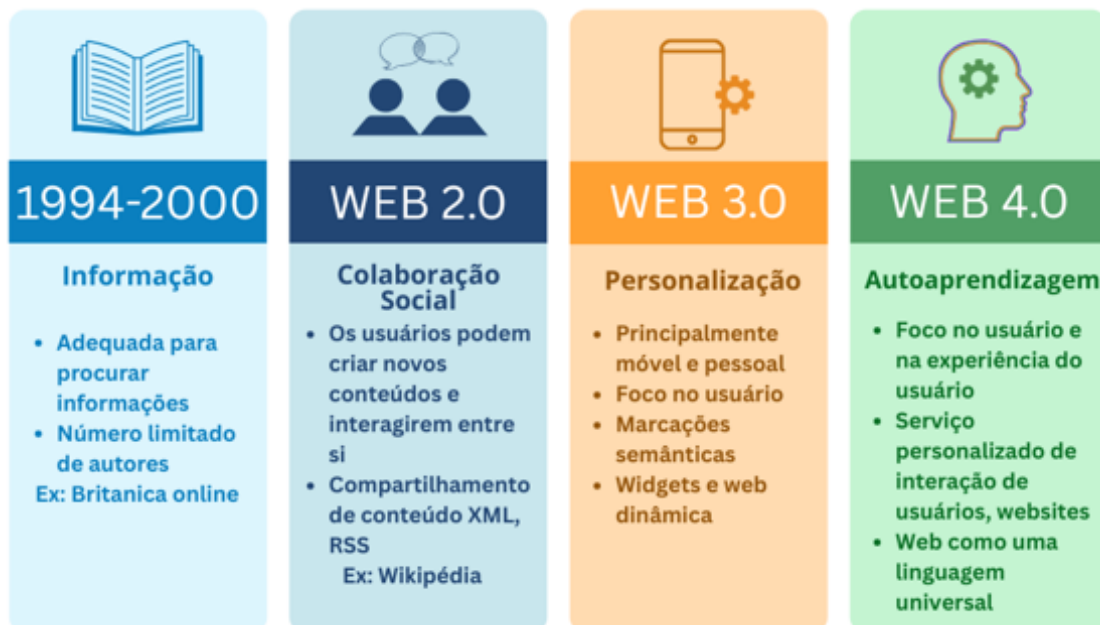 1994-2000
Informação
• Adequada para
procurar
informações
• Número limitado
de autores
Ex: Britanica online
WEB 2.0
Colaboração
Social
• Os usuários podem
criar novos
conteúdos e
interagirem entre
si
• Compartilhamento
de conteúdo XML,
RSS
Ex: Wikipédia
WEB 3.0
Personalização
• Principalmente
móvel e pessoal
• Foco no usuário
• Marcações
semânticas
• Widgets e web
dinâmica
WEB 4.0
Autoaprendizagem
• Foco no usuário e
na experiência do
usuário
• Serviço
personalizado de
interação de
usuários, websites
• Web como uma
linguagem
universal